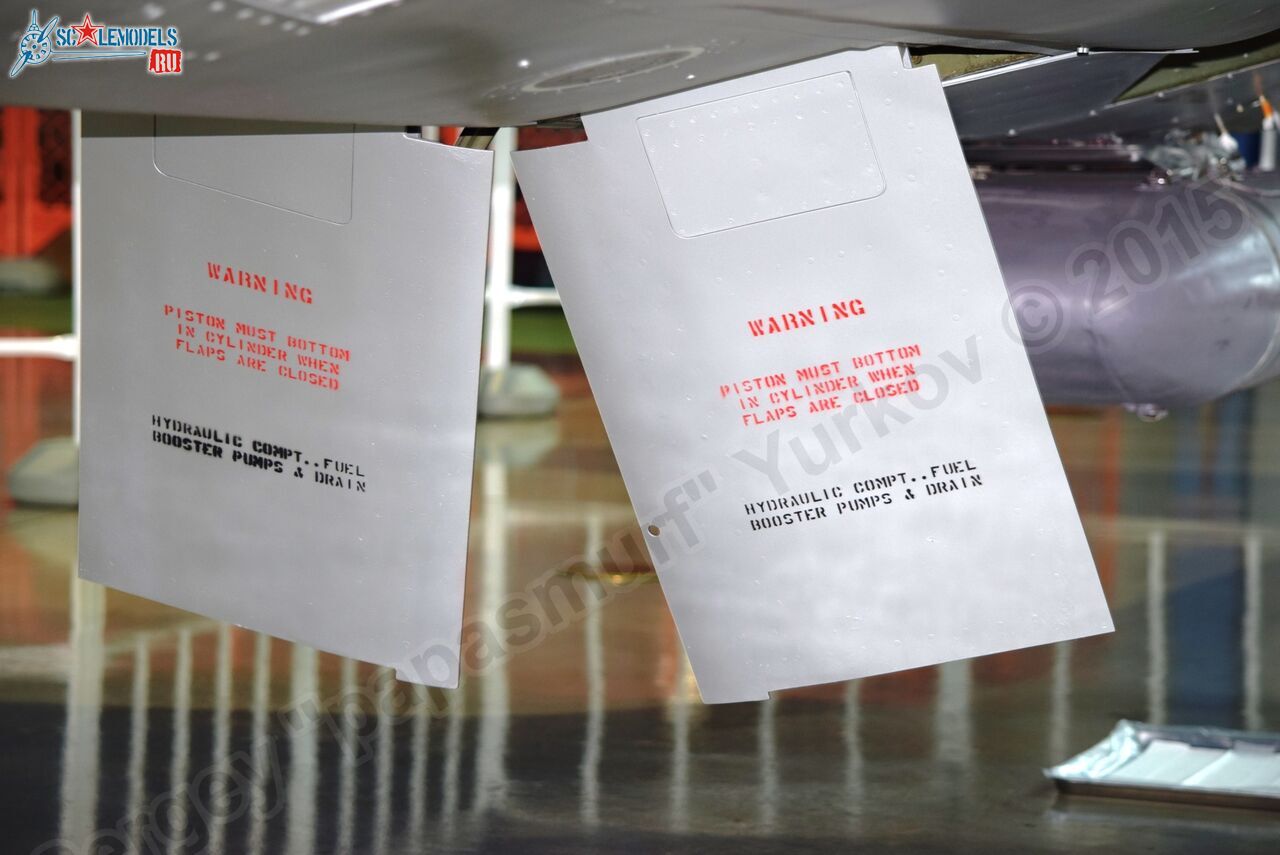 SCALEMODELS
.RU
WARNING
PISTON MUST BOTTOM
IN CYLINDER WHEN
FLAPS ARE CLOSED
HYDRAULIC COMPT..FUEL
BOOSTER PUMPS & DRAIN
WARNING
PISTON MUST BOTTOM
IN CYLINDER WHEN
FLAPS ARE CLOSED
HYDRAULIC COMPT..FUEL
BOOSTER PUMPS & DRAIN
Sergey "papasmurf" Yurkov © 2015